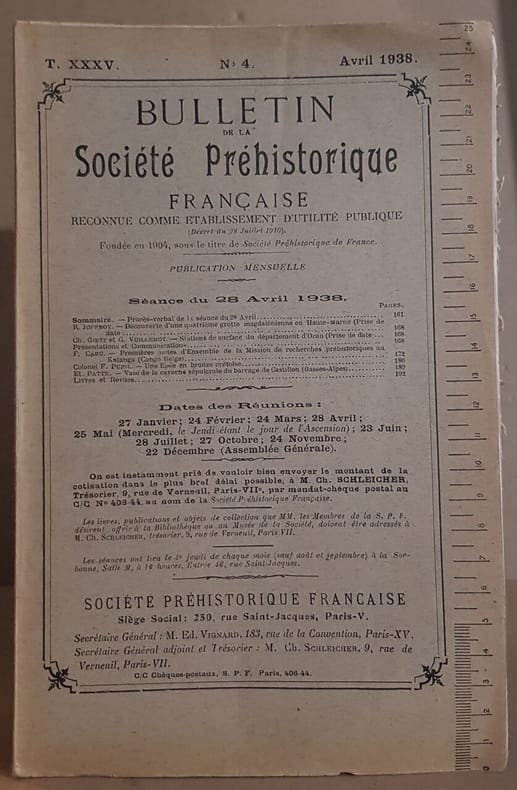 T. XXXV. N° 4. Avril 1938.
BULLETIN
DE LA
Société Préhistorique
FRANÇAISE
RECONNUE COMME ETABLISSEMENT D'UTILITÉ PUBLIQUE
(Décret du 28 Juillet 1910).
Fondée en 1904, sous le titre de Société Préhistorique de France.
PUBLICATION MENSUELLE
Séance du 28 Avril 1938.
PAGES.
Sommaire. — Procès-verbal de la séance du 28 Avril 161
R. JOFFROY. — Découverte d'une quatrième grotte magdalénienne en Haute-Marne (Prise de
date 168
Ch. GŒTZ et G. VUILLEMOT. — Stations de surface du département d'Oran (Prise de date 168
Présentations et Communications 168
F. CABU. — Premières notes d'Ensemble de la Mission de recherches préhistoriques au
Katanga (Congo Belge) 172
Colonel F. PUPIL. — Une Epée en bronze crétoise 186
Et. PATTE. — Vase de la caverne sépulcrale du barrage de Castillon (Basses-Alpes) 189
Livres et Revues 192
Dates des Réunions :
27 Janvier ; 24 Février ; 24 Mars ; 28 Avril ;
25 Mai (Mercredi, le Jendi étant le jour de l'Ascension) ; 23 Juin ;
28 Juillet ; 27 Octobre ; 24 Novembre ;
22 Décembre (Assemblée Générale).
On est instamment prié de vouloir bien envoyer le montant de la
cotisation dans le plus bref délai possible, à M. Ch. SCHLEICHER,
Trésorier, 9, rue de Verneuil, Paris-VIIe, par mandat-chèque postal au
C/C N° 406-44, au nom de la Société Préhistorique Française.
Les livres, publications et objets de collection que MM. les Membres de la S. P. F.
désirent offrir à la Bibliothèque ou au Musée de la Société, doivent être adressés à
M. Ch. SCHLEICHER, trésorier, 9, rue de Verneuil, Paris VII.
Les séances ont lieu le 4e jeudi de chaque mois (sauf août et septembre) à la Sor-
bonne, Salle M, à 16 heures, Entrée 46, rue Saint-Jacques.
SOCIÉTÉ PRÉHISTORIQUE FRANCAISE
Siège Social : 250, rue Saint-Jacques, Paris-V.
Secrétaire Général : M. Ed. VIGNARD, 183, rue de la Convention, Paris-XV.
Secrétaire Général adjoint et Trésorier : M. Ch. SCHLEICHER, 9, rue de
Verneuil, Paris-VII.
C/C Chèques-postaux, S. P. F. Paris, 406-44.